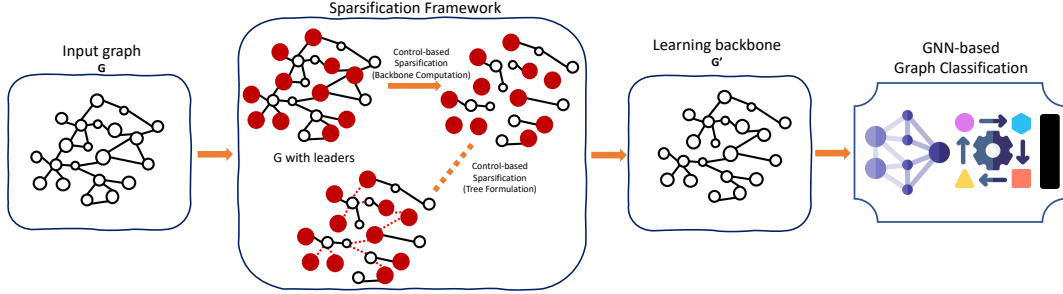 Sparsification Framework
Input graph
G
Control-based
Sparsification
(Backbone Computation)
G with leaders
Control-based
Sparsification
(Tree Formulation)
Learning backbone
G'
GNN-based
Graph Classification